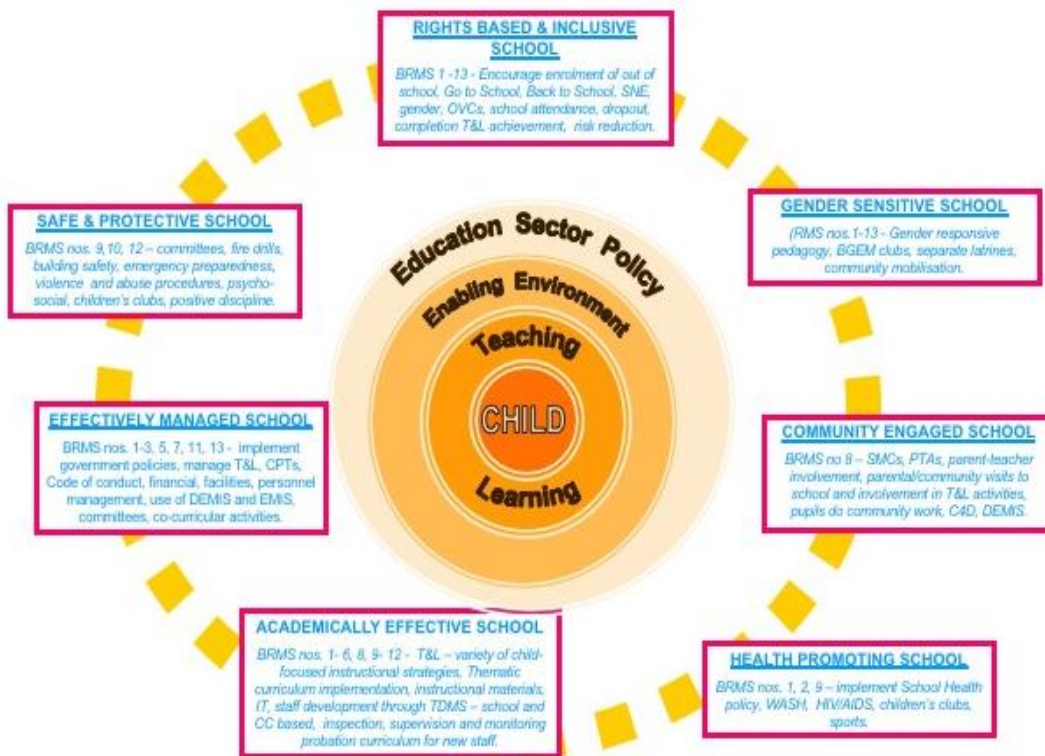 RIGHTS BASED & INCLUSIVE
SCHOOL
BRMS 1 -13 - Encourage enrolment of out of
school, Go to School, Back to School, SNE,
gender, OVCs, school attendance, dropout,
completion T&L achievement, risk reduction.
SAFE & PROTECTIVE SCHOOL
BRMS nos. 9,10, 12 – committees, fire drills,
building safety, emergency preparedness,
violence and abuse procedures, psycho-
social, children's clubs, positive discipline.
GENDER SENSITIVE SCHOOL
(RMS nos.1-13 - Gender responsive
pedagogy, BGEM clubs, separate latrines,
community mobilisation.
Education Sector Policy
Enabling Environment
Teaching
CHILD
Learning
EFFECTIVELY MANAGED SCHOOL
BRMS nos. 1-3, 5, 7, 11, 13 - implement
government policies, manage T&L, CPTs,
Code of conduct, financial, facilities, personnel
management, use of DEMIS and EMIS,
committees, co-curricular activities.
COMMUNITY ENGAGED SCHOOL
BRMS no 8 – SMCs, PTAs, parent-teacher
involvement, parental/community visits to
school and involvement in T&L activities,
pupils do community work, C4D, DEMIS.
ACADEMICALLY EFFECTIVE SCHOOL
BRMS nos. 1- 6, 8, 9- 12 - T&L – variety of child-
focused instructional strategies, Thematic
curriculum implementation, instructional materials,
IT, staff development through TDMS – school and
CC based, inspection, supervision and monitoring
probation curriculum for new staff.
HEALTH PROMOTING SCHOOL
BRMS nos. 1, 2, 9 – implement School Health
policy, WASH, HIV/AIDS, children's clubs,
sports.